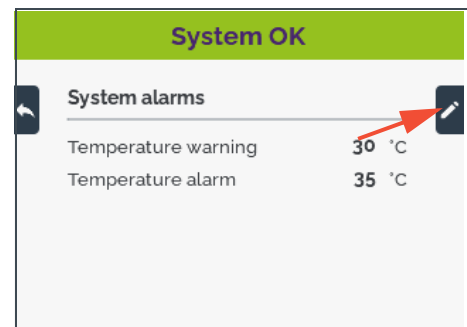 System OK
System alarms
Temperature warning 30 °C
Temperature alarm 35 °C